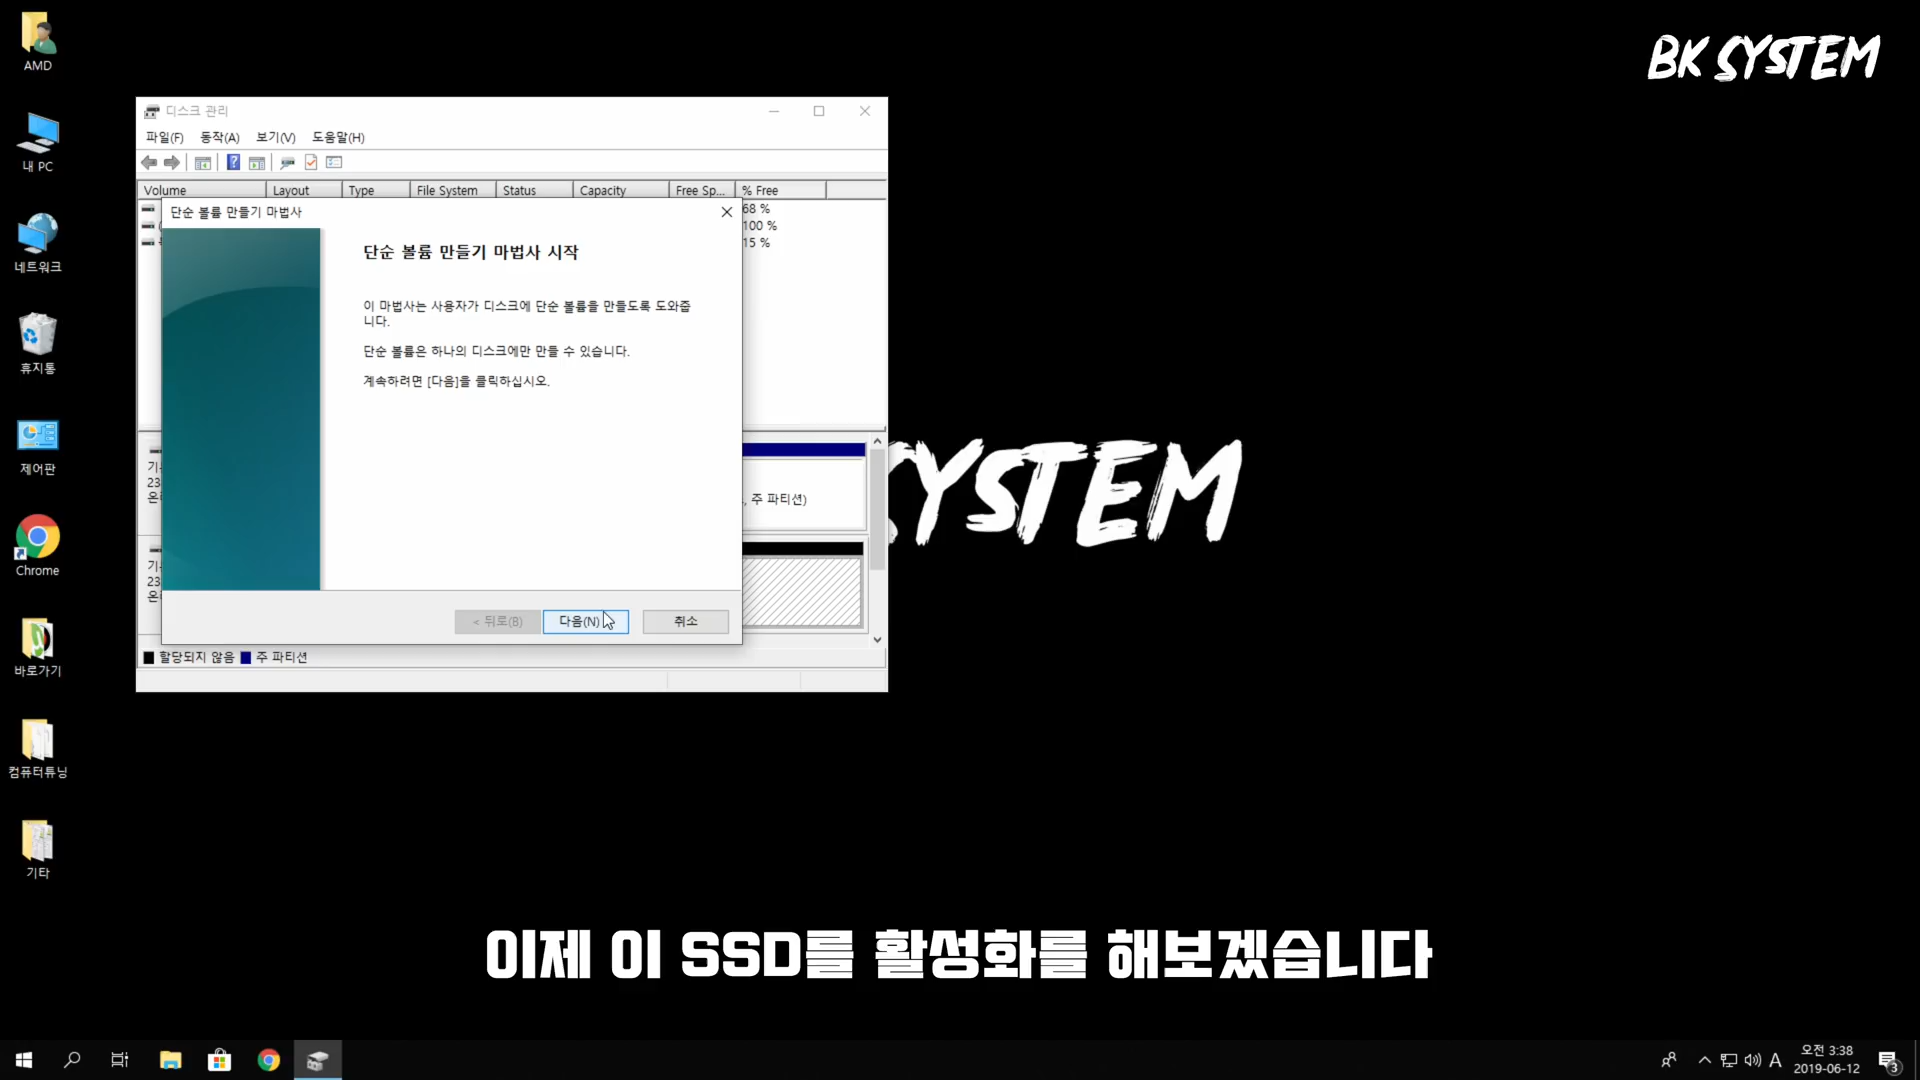 AMD
내 PC
네트워크
휴지통
제어판
Chrome
바로가기
컴퓨터튜닝
기타
BK SYSTEM
디스크 관리
파일(F) 동작(A) 보기(V) 도움말(H)
Volume Layout Type File System Status Capacity Free Sp... % Free
68 %
100 %
15 %
단순 볼륨 만들기 마법사
단순 볼륨 만들기 마법사 시작
이 마법사는 사용자가 디스크에 단순 볼륨을 만들도록 도와줍
니다.
단순 볼륨은 하나의 디스크에만 만들 수 있습니다.
계속하려면 [다음]을 클릭하십시오.
< 뒤로(B) 다음(N) 취소
기
23
온
, 주 파티션)
기
23
온
할당되지 않음 주 파티션
SYSTEM
이제 이 SSD를 활성화를 해보겠습니다
A
오전 3:38
2019-06-12
3